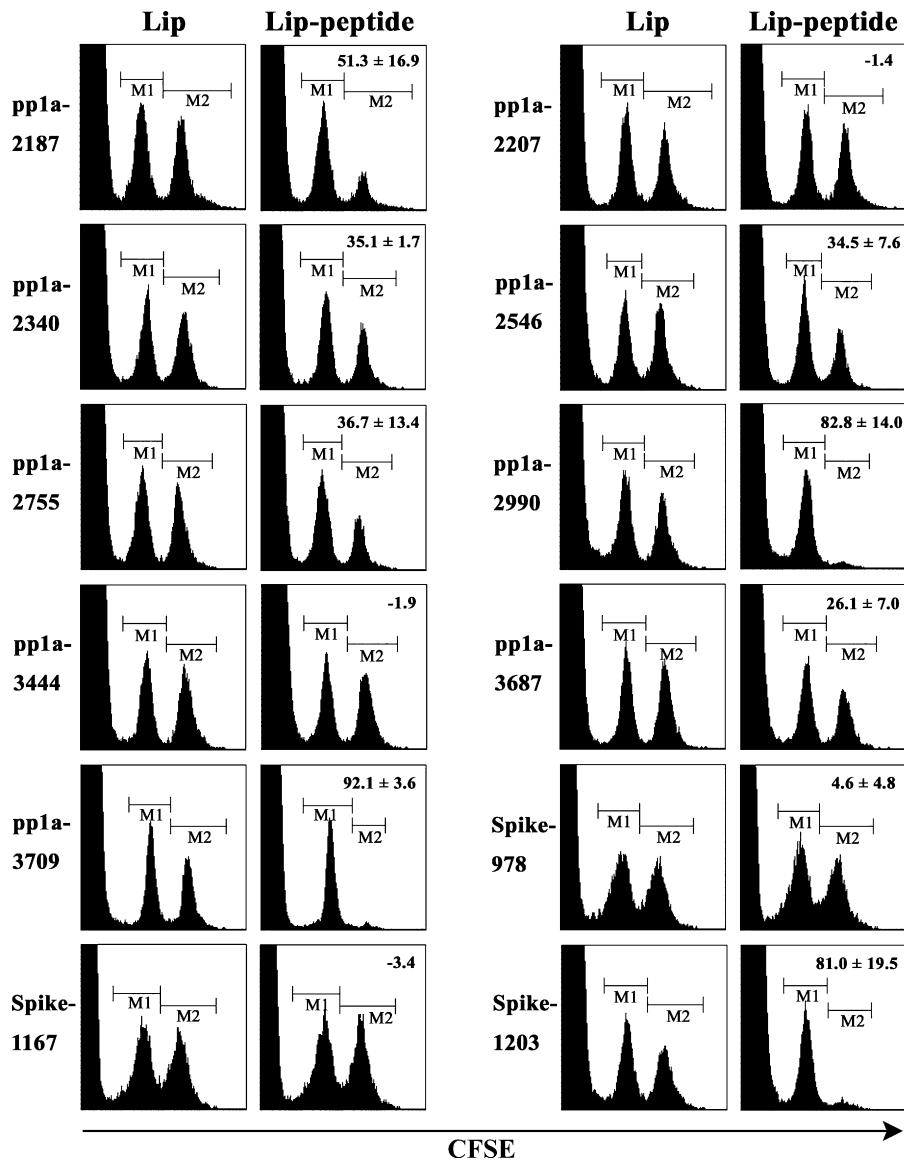 Lip Lip-peptide Lip Lip-peptide
51.3 ± 16.9 -1.4
M1 M1 M1 M1
M2 M2 M2 M2
pp1a- pp1a-
2187 2207
35.1 ± 1.7 34.5 ± 7.6
M1 M1 M1 M1
M2 M2 M2 M2
pp1a- pp1a-
2340 2546
36.7 ± 13.4 82.8 ± 14.0
M1 M1 M1 M1
M2 M2 M2 M2
pp1a- pp1a-
2755 2990
-1.9 26.1 ± 7.0
M1 M1 M1 M1
M2 M2 M2 M2
pp1a- pp1a-
3444 3687
92.1 ± 3.6 4.6 ± 4.8
M1 M1 M1 M1
M2 M2 M2 M2
pp1a- Spike-
3709 978
-3.4 81.0 ± 19.5
M1 M1 M1 M1
M2 M2 M2 M2
Spike- Spike-
1167 1203
CFSE